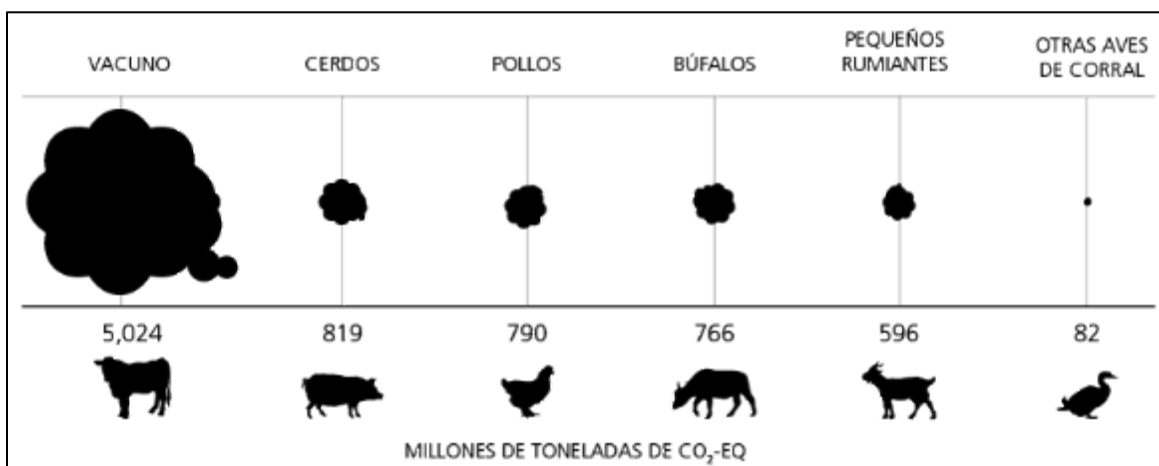 VACUNO
CERDOS
POLLOS
BÚFALOS
PEQUEÑOS
RUMIANTES
OTRAS AVES
DE CORRAL
5,024
819
790
766
596
82
MILLONES DE TONELADAS DE CO₂-EQ